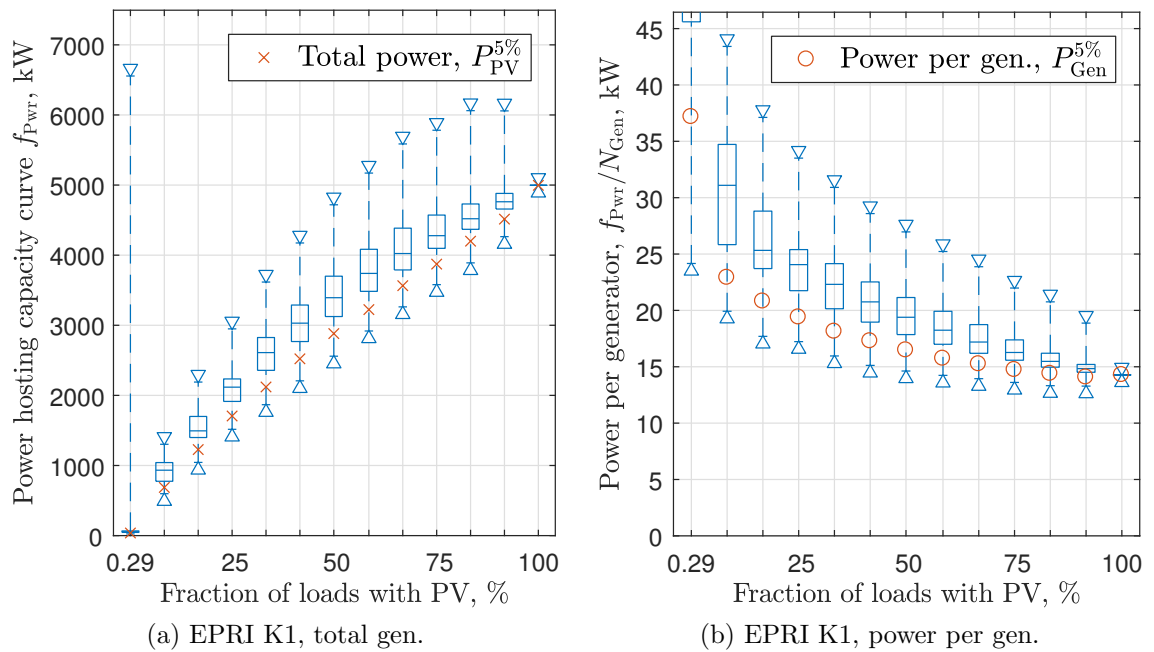 Power hosting capacity curve f_Pwr, kW
7000
6000
5000
4000
3000
2000
1000
0
× Total power, P_PV^5%
0.29 25 50 75 100
Fraction of loads with PV, %
(a) EPRI K1, total gen.
Power per generator, f_Pwr/N_Gen, kW
45
40
35
30
25
20
15
10
5
0
Power per gen., P_Gen^5%
0.29 25 50 75 100
Fraction of loads with PV, %
(b) EPRI K1, power per gen.